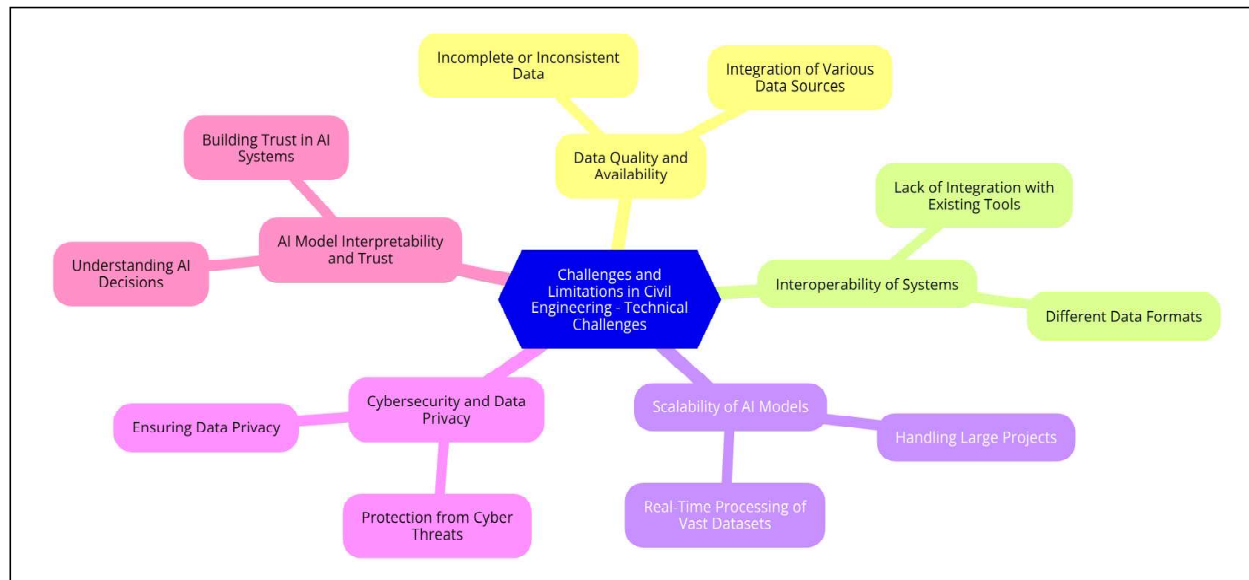 Challenges and
Limitations in Civil
Engineering - Technical
Challenges
Data Quality and
Availability
Incomplete or Inconsistent
Data
Integration of Various
Data Sources
Interoperability of Systems
Lack of Integration with
Existing Tools
Different Data Formats
Scalability of AI Models
Handling Large Projects
Real-Time Processing of
Vast Datasets
Cybersecurity and Data
Privacy
Protection from Cyber
Threats
Ensuring Data Privacy
AI Model Interpretability
and Trust
Understanding AI
Decisions
Building Trust in AI
Systems